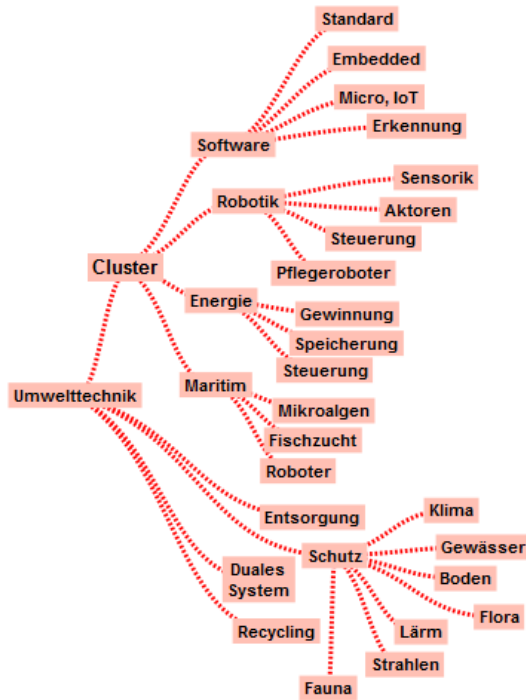 Standard
Embedded
Micro, IoT
Erkennung
Software
Sensorik
Robotik
Aktoren
Steuerung
Pflegeroboter
Cluster
Energie
Gewinnung
Speicherung
Steuerung
Maritim
Umwelttechnik
Mikroalgen
Fischzucht
Roboter
Klima
Entsorgung
Gewässer
Schutz
Duales
System
Boden
Flora
Recycling
Lärm
Strahlen
Fauna